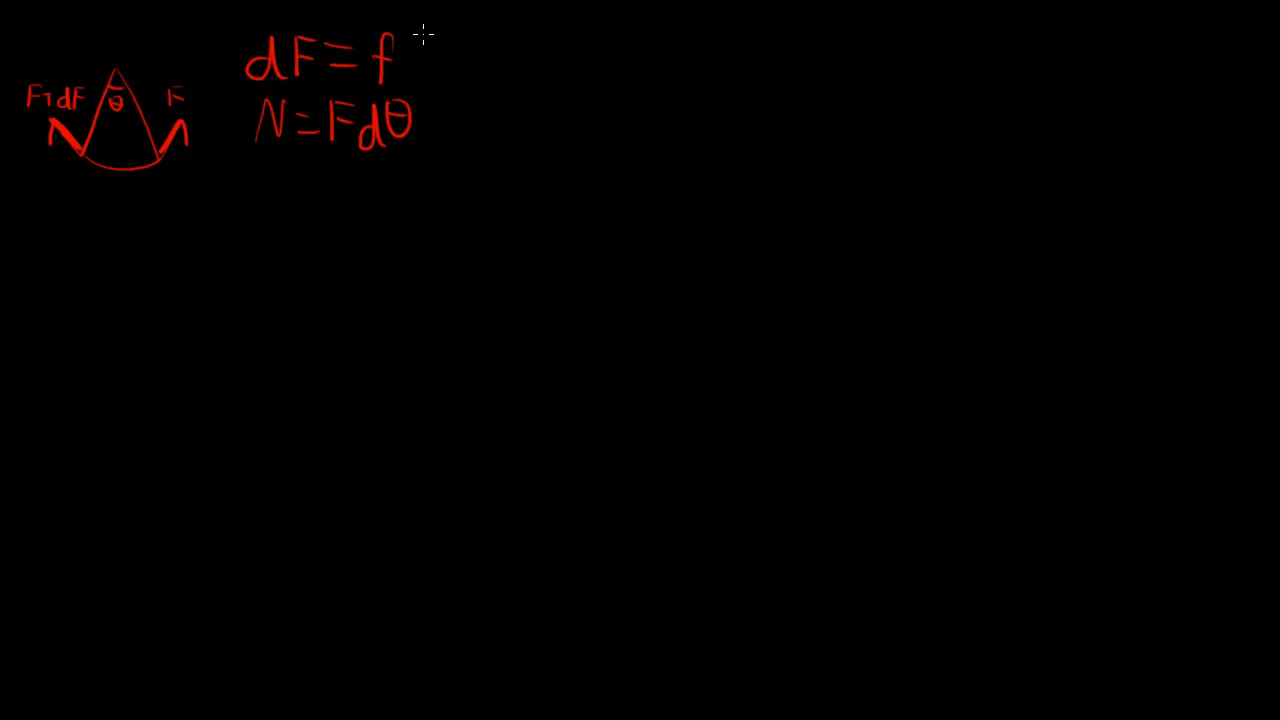 dF = f
F+dF θ F
N = Fdθ